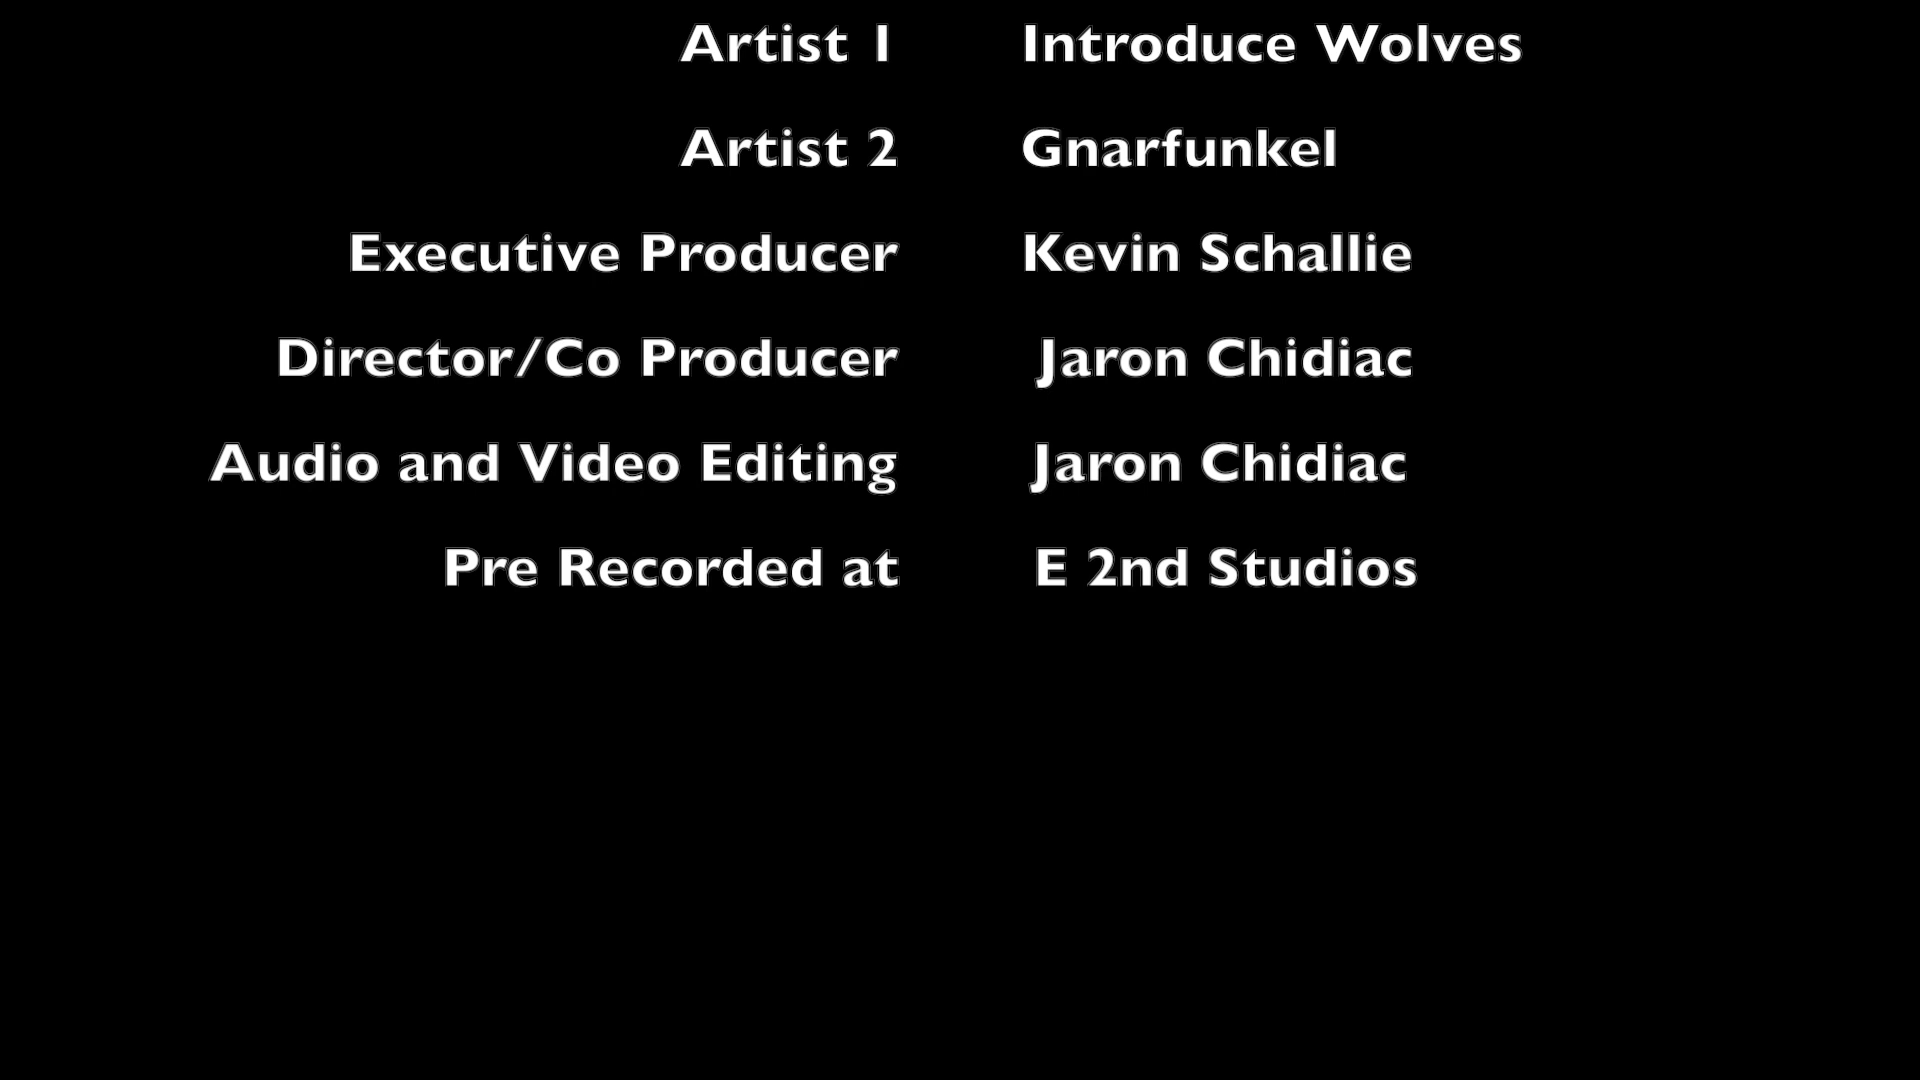 Artist 1 Introduce Wolves
Artist 2 Gnarfunkel
Executive Producer Kevin Schallie
Director/Co Producer Jaron Chidiac
Audio and Video Editing Jaron Chidiac
Pre Recorded at E 2nd Studios